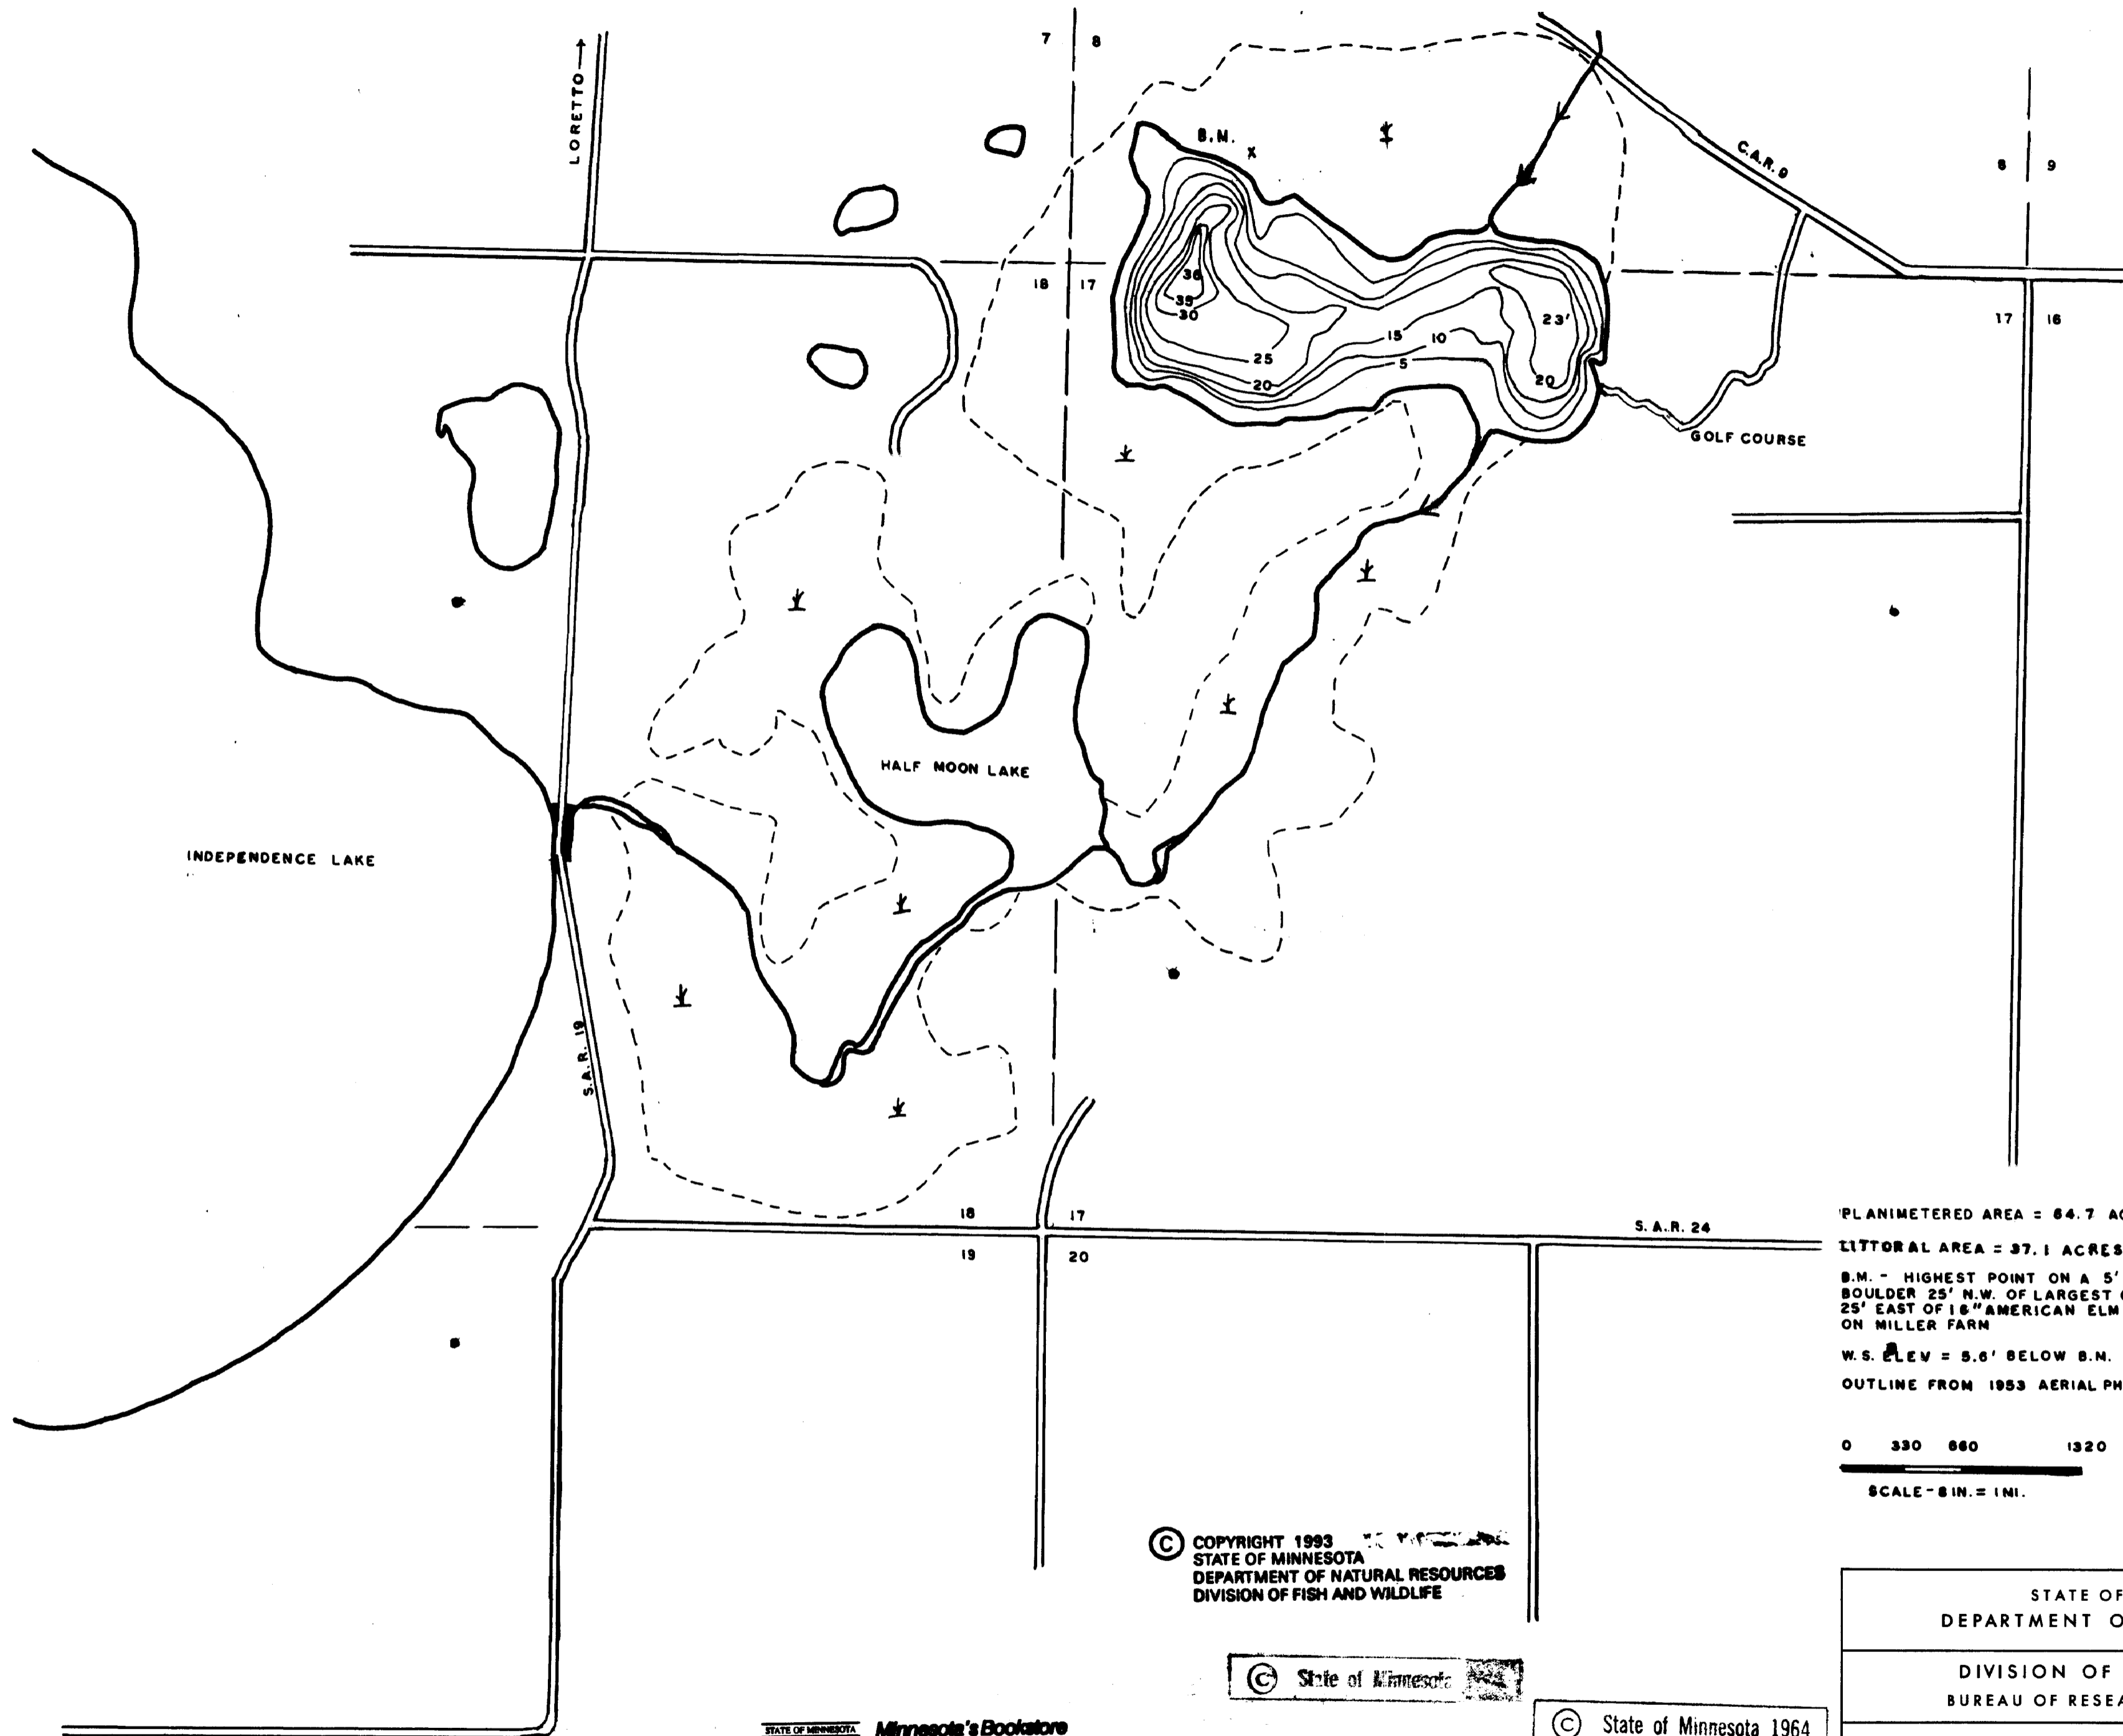 7 8
LORETTO
B.M.
X
C.A.R. 9
8 9
18 17
36
35
30
23'
17 16
15 10
25
5
20
20
GOLF COURSE
HALF MOON LAKE
INDEPENDENCE LAKE
S.A.R. 19
18 17
S.A.R. 24
19 20
PLANIMETERED AREA = 64.7 AC
LITTORAL AREA = 37.1 ACRES
B.M. - HIGHEST POINT ON A 5'
BOULDER 25' N.W. OF LARGEST
25' EAST OF 16" AMERICAN ELM
ON MILLER FARM
W.S. ELEV = 5.6' BELOW B.M.
OUTLINE FROM 1953 AERIAL PH
0 330 660 1320
SCALE - 8 IN. = 1 MI.
© COPYRIGHT 1993
STATE OF MINNESOTA
DEPARTMENT OF NATURAL RESOURCES
DIVISION OF FISH AND WILDLIFE
STATE OF
DEPARTMENT O
DIVISION OF
BUREAU OF RESEA
© State of Minnesota
© State of Minnesota 1964
STATE OF MINNESOTA Minnesota's Bookstore